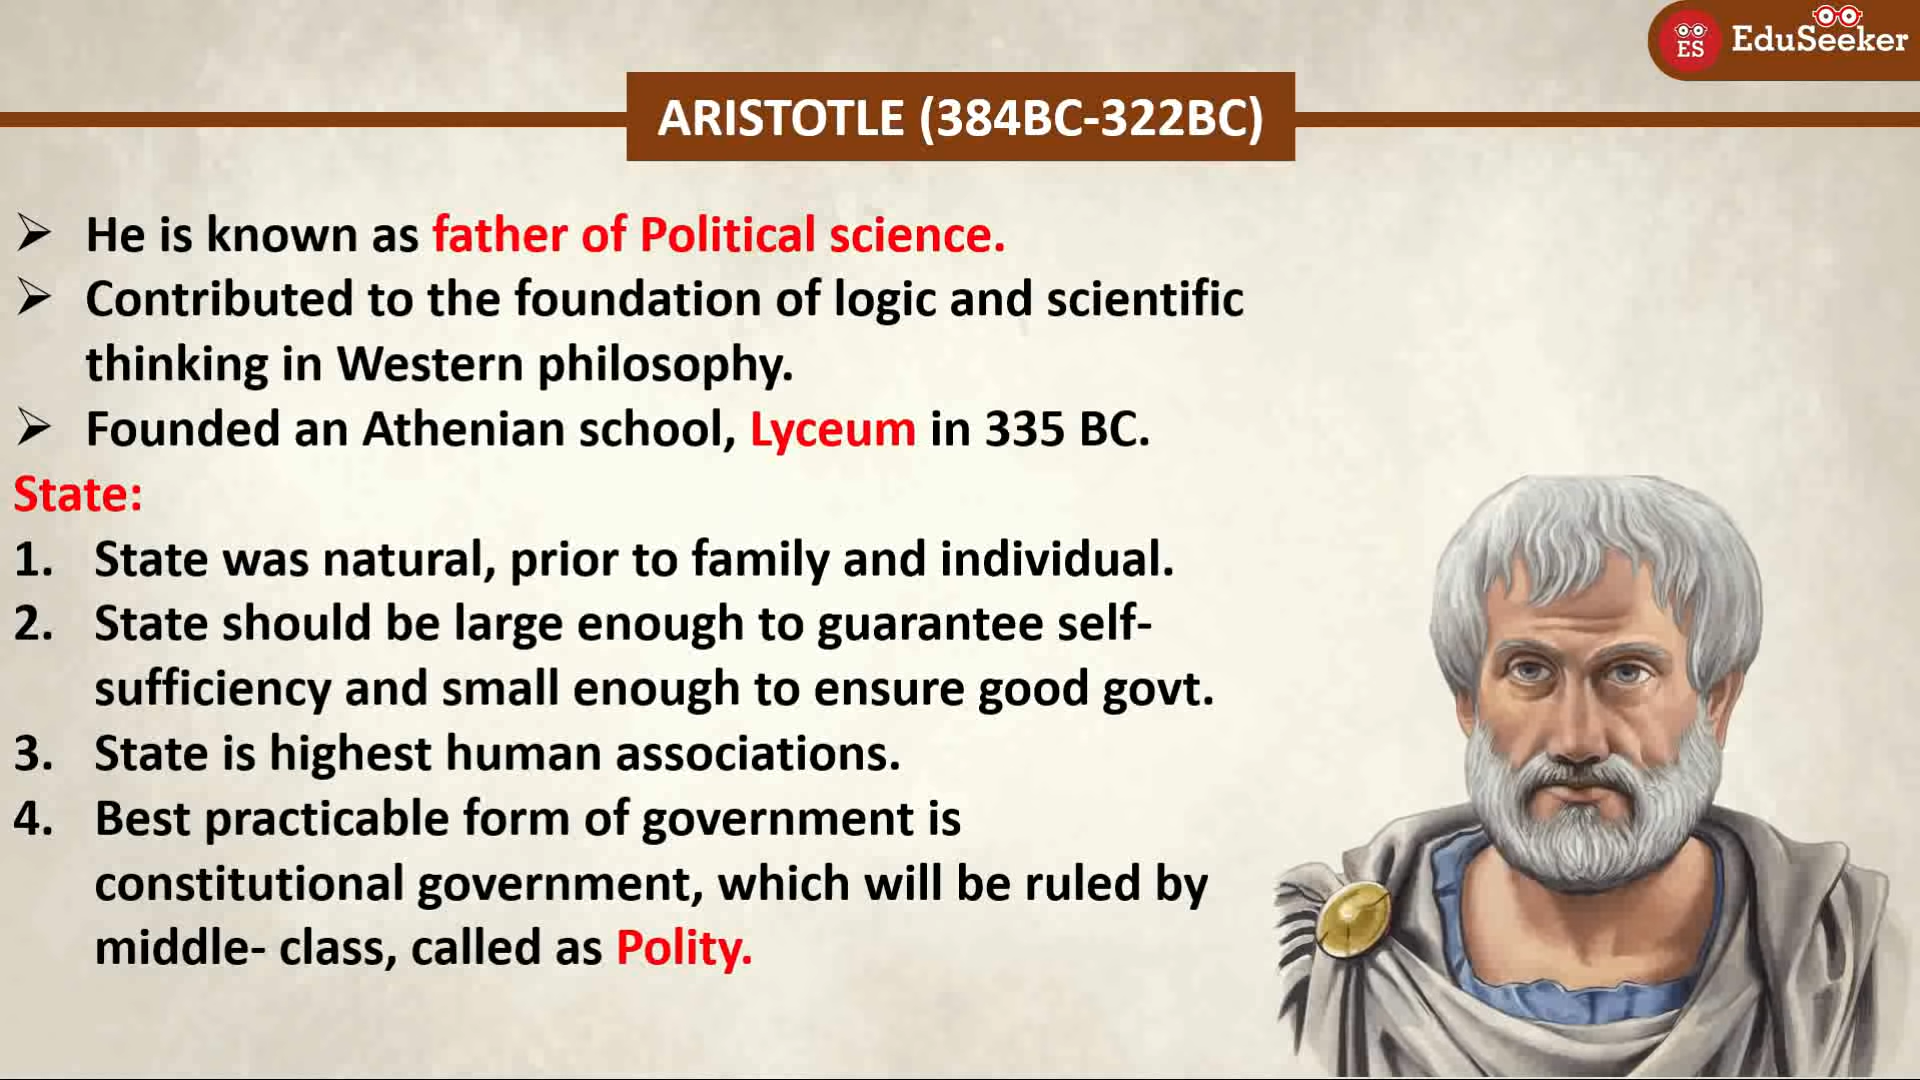 ES EduSeeker
ARISTOTLE (384BC-322BC)
➢ He is known as father of Political science.
➢ Contributed to the foundation of logic and scientific
thinking in Western philosophy.
➢ Founded an Athenian school, Lyceum in 335 BC.
State:
1. State was natural, prior to family and individual.
2. State should be large enough to guarantee self-
sufficiency and small enough to ensure good govt.
3. State is highest human associations.
4. Best practicable form of government is
constitutional government, which will be ruled by
middle- class, called as Polity.